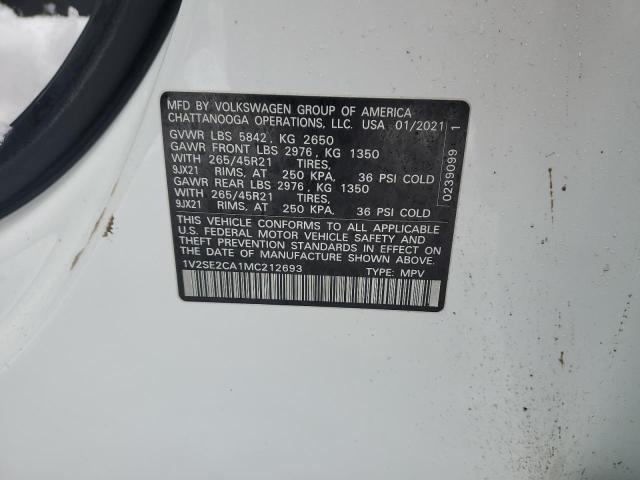 MFD BY VOLKSWAGEN GROUP OF AMERICA
CHATTANOOGA OPERATIONS, LLC. USA 01/2021
GVWR LBS 5842, KG 2650
GAWR FRONT LBS 2976, KG 1350
WITH 265/45R21 TIRES,
9JX21 RIMS, AT 250 KPA, 36 PSI COLD
GAWR REAR LBS 2976, KG 1350
WITH 265/45R21 TIRES,
9JX21 RIMS, AT 250 KPA, 36 PSI COLD
THIS VEHICLE CONFORMS TO ALL APPLICABLE
U.S. FEDERAL MOTOR VEHICLE SAFETY AND
THEFT PREVENTION STANDARDS IN EFFECT ON
THE DATE OF MANUFACTURE SHOWN ABOVE
1V2SE2CA1MC212693 TYPE: MPV
0239099 1